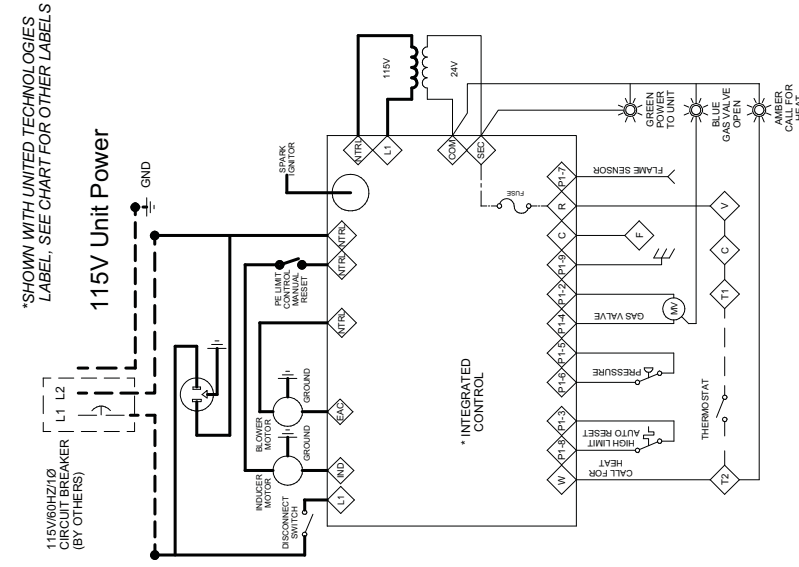 *SHOWN WITH UNITED TECHNOLOGIES
LABEL, SEE CHART FOR OTHER LABELS
115V Unit Power
115V/60HZ/1Ø
CIRCUIT BREAKER
(BY OTHERS)
L1 L2
GND
DISCONNECT
SWITCH
INDUCER
MOTOR
GROUND
BLOWER
MOTOR
GROUND
PE LIMIT
CONTROL
MANUAL
RESET
SPARK
IGNITOR
115V
24V
L1
IND
EAC
NTRL
NTRL
NTRL
NTRL
L1
COM
SEC
* INTEGRATED
CONTROL
FUSE
W
P1-8
P1-3
P1-6
P1-5
P1-4
P1-2
P1-9
C
R
P1-7
CALL FOR
HEAT
HIGH LIMIT
AUTO RESET
PRESSURE
GAS VALVE
MV
F
FLAME SENSOR
THERMOSTAT
T2
T1
C
V
GREEN
POWER
TO UNIT
BLUE
GAS VALVE
OPEN
AMBER
CALL FOR
HEAT